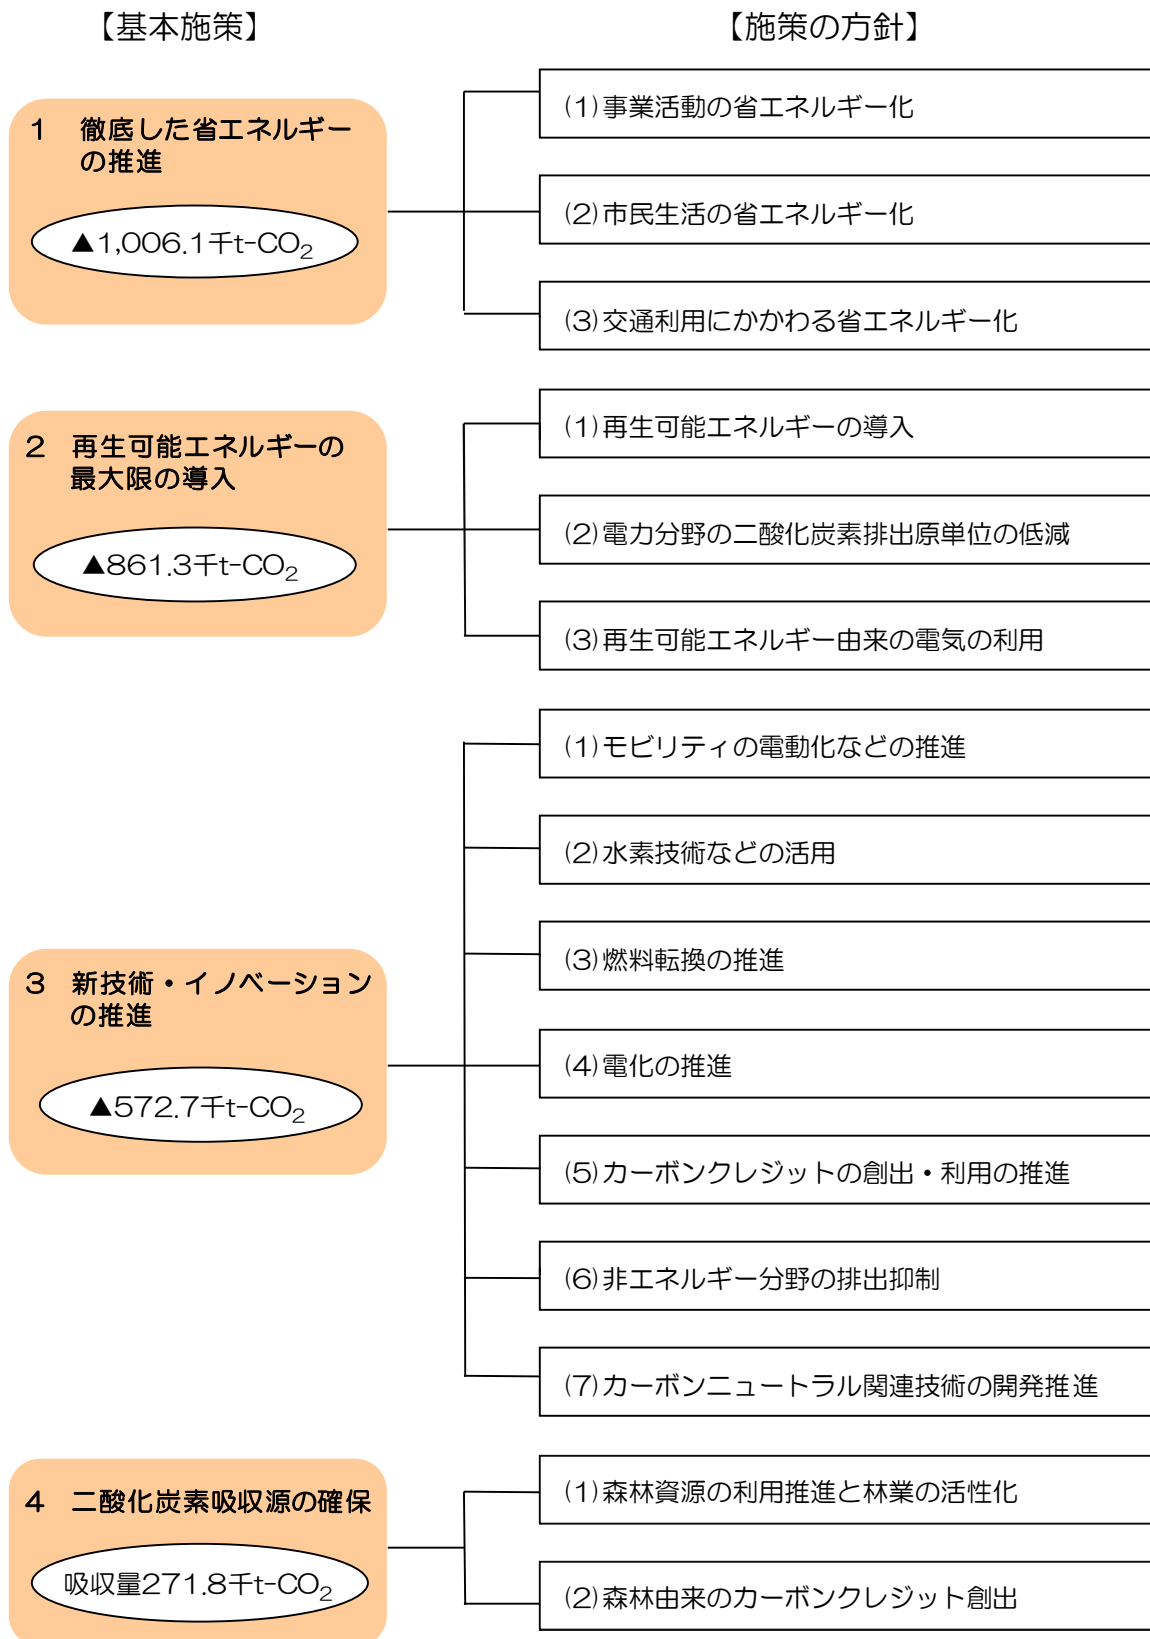 【基本施策】
【施策の方針】
1 徹底した省エネルギー
の推進
▲1,006.1千t-CO₂
(1)事業活動の省エネルギー化
(2)市民生活の省エネルギー化
(3)交通利用にかかわる省エネルギー化
2 再生可能エネルギーの
最大限の導入
▲861.3千t-CO₂
(1)再生可能エネルギーの導入
(2)電力分野の二酸化炭素排出原単位の低減
(3)再生可能エネルギー由来の電気の利用
3 新技術・イノベーション
の推進
▲572.7千t-CO₂
(1)モビリティの電動化などの推進
(2)水素技術などの活用
(3)燃料転換の推進
(4)電化の推進
(5)カーボンクレジットの創出・利用の推進
(6)非エネルギー分野の排出抑制
(7)カーボンニュートラル関連技術の開発推進
4 二酸化炭素吸収源の確保
吸収量271.8千t-CO₂
(1)森林資源の利用推進と林業の活性化
(2)森林由来のカーボンクレジット創出